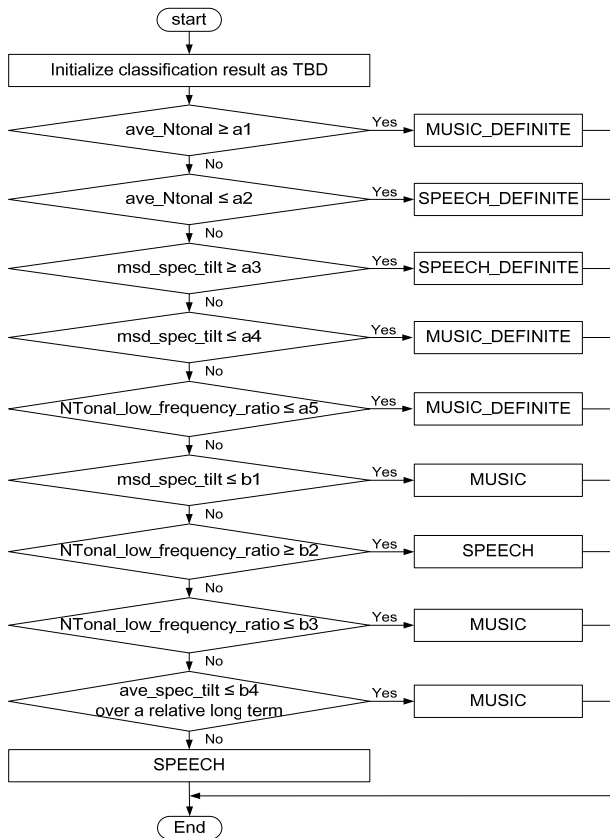 start
Initialize classification result as TBD
ave_Ntonal ≥ a1
Yes
MUSIC_DEFINITE
No
ave_Ntonal ≤ a2
Yes
SPEECH_DEFINITE
No
msd_spec_tilt ≥ a3
Yes
SPEECH_DEFINITE
No
msd_spec_tilt ≤ a4
Yes
MUSIC_DEFINITE
No
NTonal_low_frequency_ratio ≤ a5
Yes
MUSIC_DEFINITE
No
msd_spec_tilt ≤ b1
Yes
MUSIC
No
NTonal_low_frequency_ratio ≥ b2
Yes
SPEECH
No
NTonal_low_frequency_ratio ≤ b3
Yes
MUSIC
No
ave_spec_tilt ≤ b4
over a relative long term
Yes
MUSIC
No
SPEECH
End